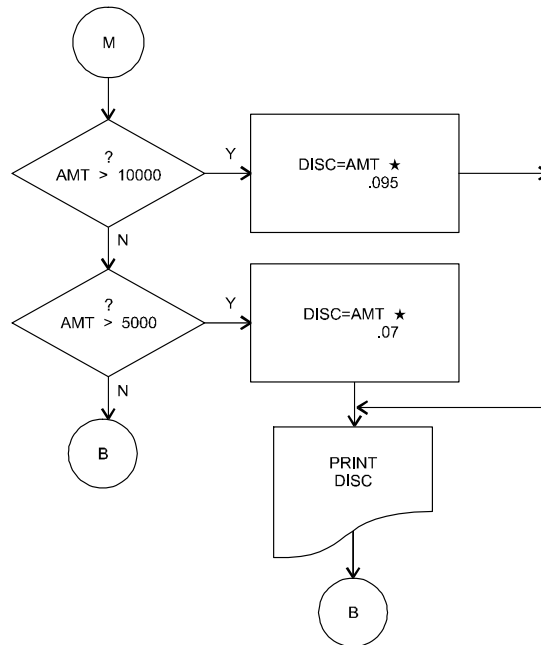 M
?
AMT > 10000
Y
DISC=AMT ★
.095
N
?
AMT > 5000
Y
DISC=AMT ★
.07
N
B
PRINT
DISC
B